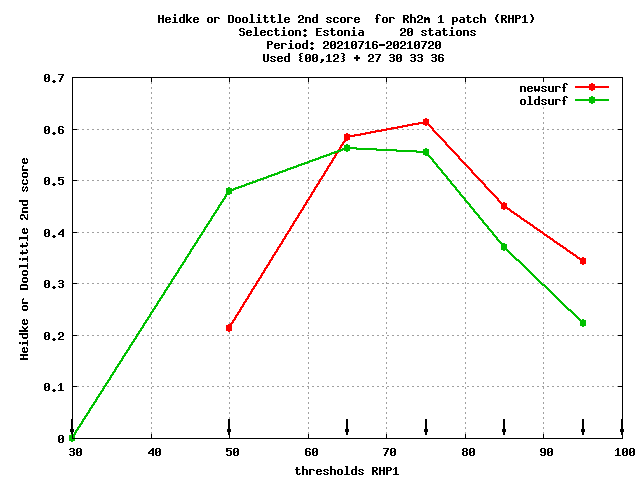 Heidke or Doolittle 2nd score  for Rh2m 1 patch (RHP1)
Selection: Estonia     20 stations
Period: 20210716-20210720
Used {00,12} + 27 30 33 36
newsurf
oldsurf
Heidke or Doolittle 2nd score
0.7
0.6
0.5
0.4
0.3
0.2
0.1
0
30 40 50 60 70 80 90 100
thresholds RHP1